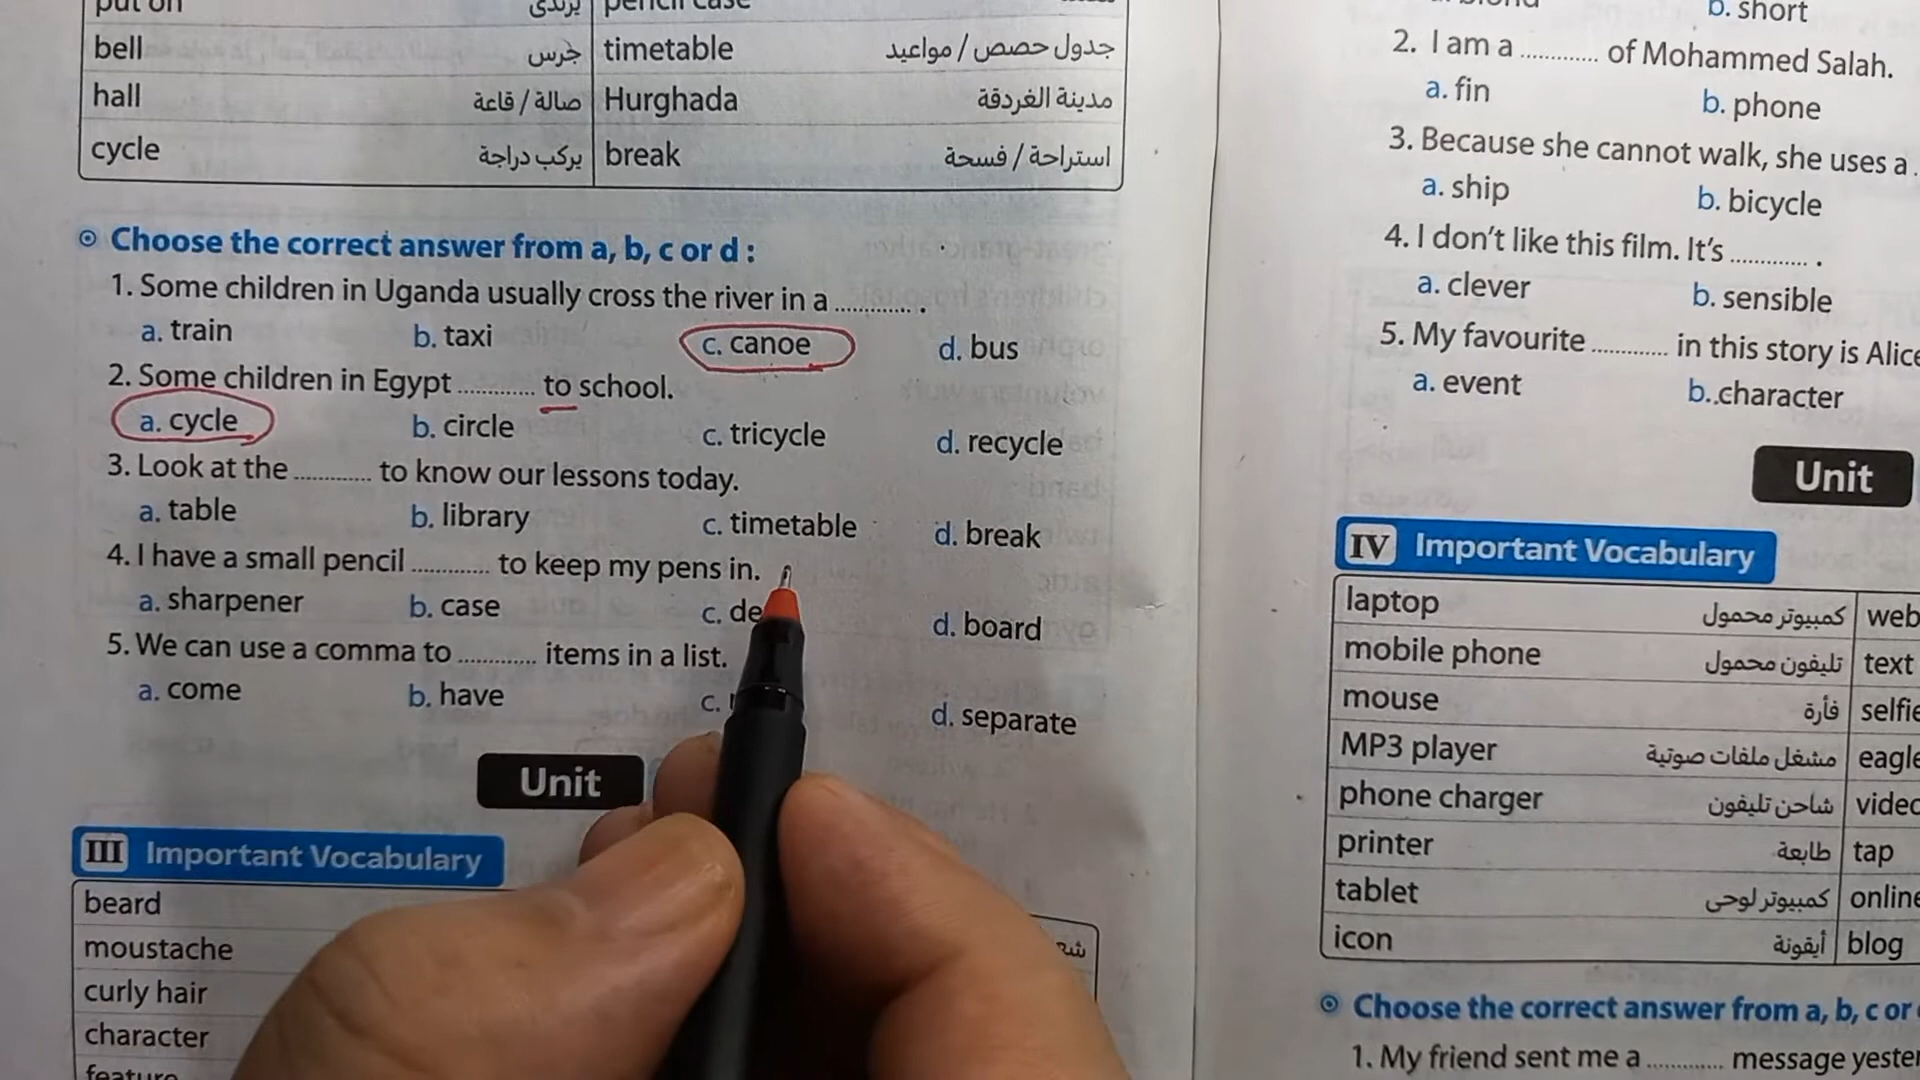 put on يرتدى pencil case
bell جرس timetable جدول حصص / مواعيد
hall صالة / قاعة Hurghada مدينة الغردقة
cycle يركب دراجة break استراحة / فسحة
Choose the correct answer from a, b, c or d :
1. Some children in Uganda usually cross the river in a ............. .
a. train b. taxi c. canoe d. bus
2. Some children in Egypt ............. to school.
a. cycle b. circle c. tricycle d. recycle
3. Look at the ............. to know our lessons today.
a. table b. library c. timetable d. break
4. I have a small pencil ............. to keep my pens in.
a. sharpener b. case c. de d. board
5. We can use a comma to ............. items in a list.
a. come b. have c. d. separate
Unit
III Important Vocabulary
beard
moustache
curly hair
character
feature
b. short
2. I am a ............. of Mohammed Salah.
a. fin b. phone
3. Because she cannot walk, she uses a
a. ship b. bicycle
4. I don't like this film. It's ............. .
a. clever b. sensible
5. My favourite ............. in this story is Alice
a. event b. character
Unit
IV Important Vocabulary
laptop كمبيوتر محمول web
mobile phone تليفون محمول text
mouse فأرة selfie
MP3 player مشغل ملفات صوتية eagle
phone charger شاحن تليفون video
printer طابعة tap
tablet كمبيوتر لوحى online
icon أيقونة blog
Choose the correct answer from a, b, c or
1. My friend sent me a ............. message yester